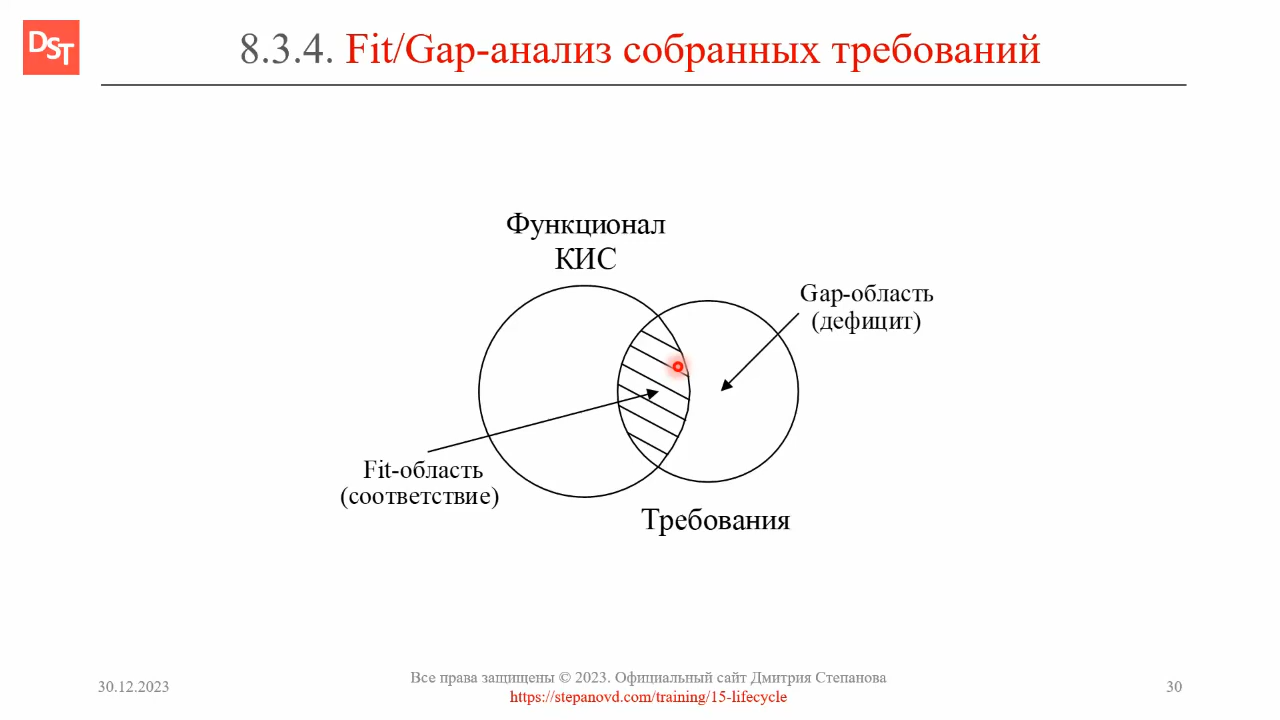 DST
8.3.4. Fit/Gap-анализ собранных требований
Функционал
КИС
Gap-область
(дефицит)
Fit-область
(соответствие)
Требования
30.12.2023
Все права защищены © 2023. Официальный сайт Дмитрия Степанова
https://stepanovd.com/training/15-lifecycle
30